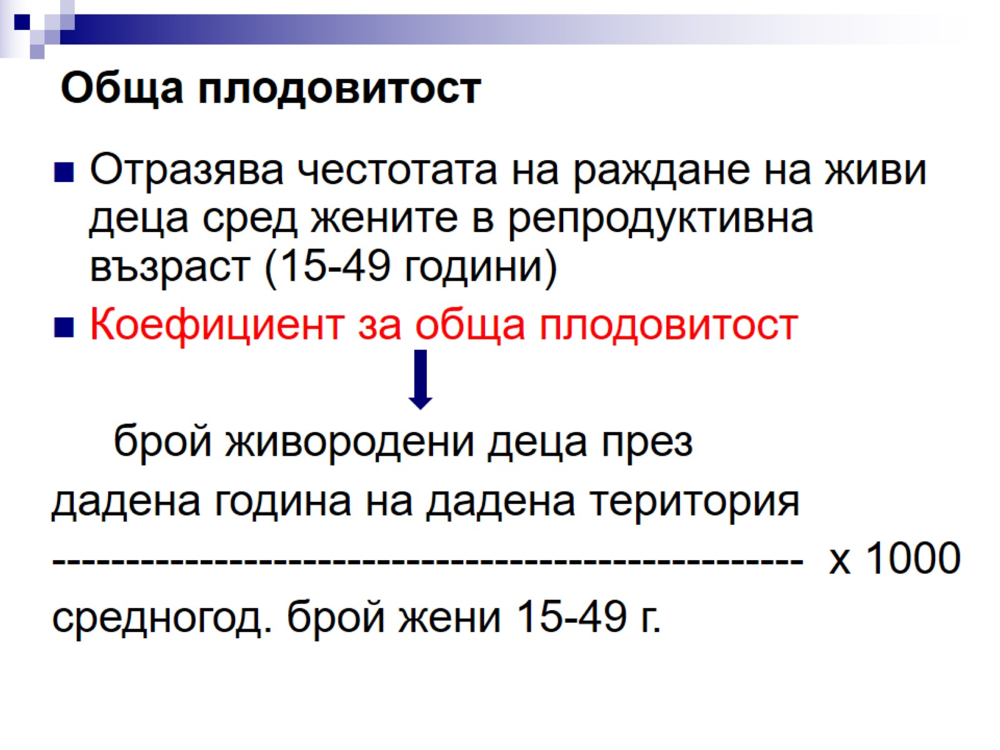 Обща плодовитост
Отразява честотата на раждане на живи
деца сред жените в репродуктивна
възраст (15-49 години)
Коефициент за обща плодовитост
брой живородени деца през
дадена година на дадена територия
-------------------------------------------------- х 1000
средногод. брой жени 15-49 г.